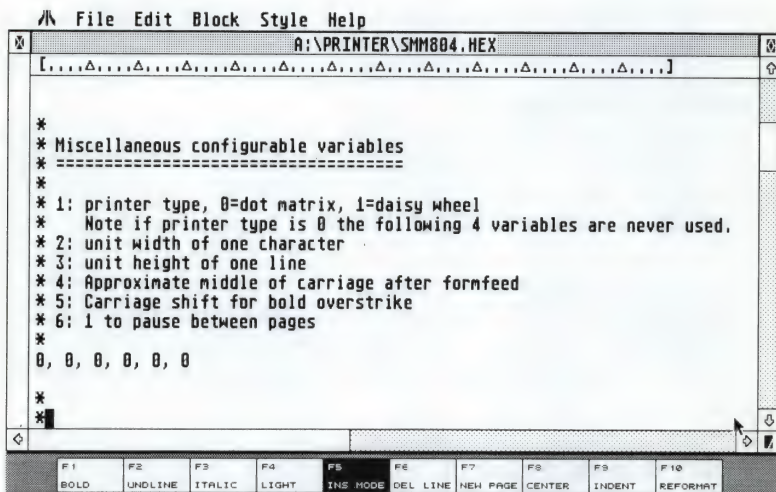 File Edit Block Style Help
A:\PRINTER\SMM804.HEX
[....Δ....Δ....Δ....Δ....Δ....Δ....Δ....Δ....Δ....Δ....Δ....Δ....]
*
* Miscellaneous configurable variables
* ====================================
*
* 1: printer type, 0=dot matrix, 1=daisy wheel
* Note if printer type is 0 the following 4 variables are never used.
* 2: unit width of one character
* 3: unit height of one line
* 4: Approximate middle of carriage after formfeed
* 5: Carriage shift for bold overstrike
* 6: 1 to pause between pages
*
0, 0, 0, 0, 0, 0
*
*
F1 F2 F3 F4 F5 F6 F7 F8 F9 F10
BOLD UNDLINE ITALIC LIGHT INS MODE DEL LINE NEW PAGE CENTER INDENT REFORMAT